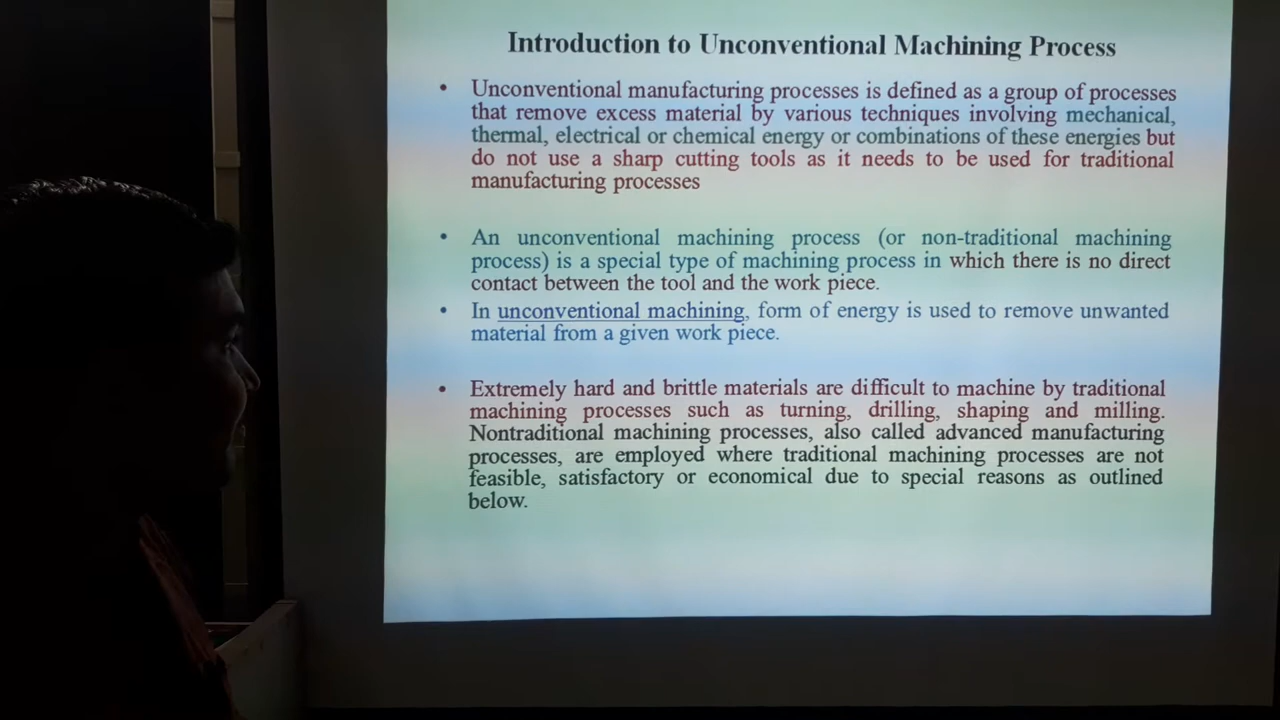 Introduction to Unconventional Machining Process
• Unconventional manufacturing processes is defined as a group of processes
that remove excess material by various techniques involving mechanical,
thermal, electrical or chemical energy or combinations of these energies but
do not use a sharp cutting tools as it needs to be used for traditional
manufacturing processes
• An unconventional machining process (or non-traditional machining
process) is a special type of machining process in which there is no direct
contact between the tool and the work piece.
• In unconventional machining, form of energy is used to remove unwanted
material from a given work piece.
• Extremely hard and brittle materials are difficult to machine by traditional
machining processes such as turning, drilling, shaping and milling.
Nontraditional machining processes, also called advanced manufacturing
processes, are employed where traditional machining processes are not
feasible, satisfactory or economical due to special reasons as outlined
below.